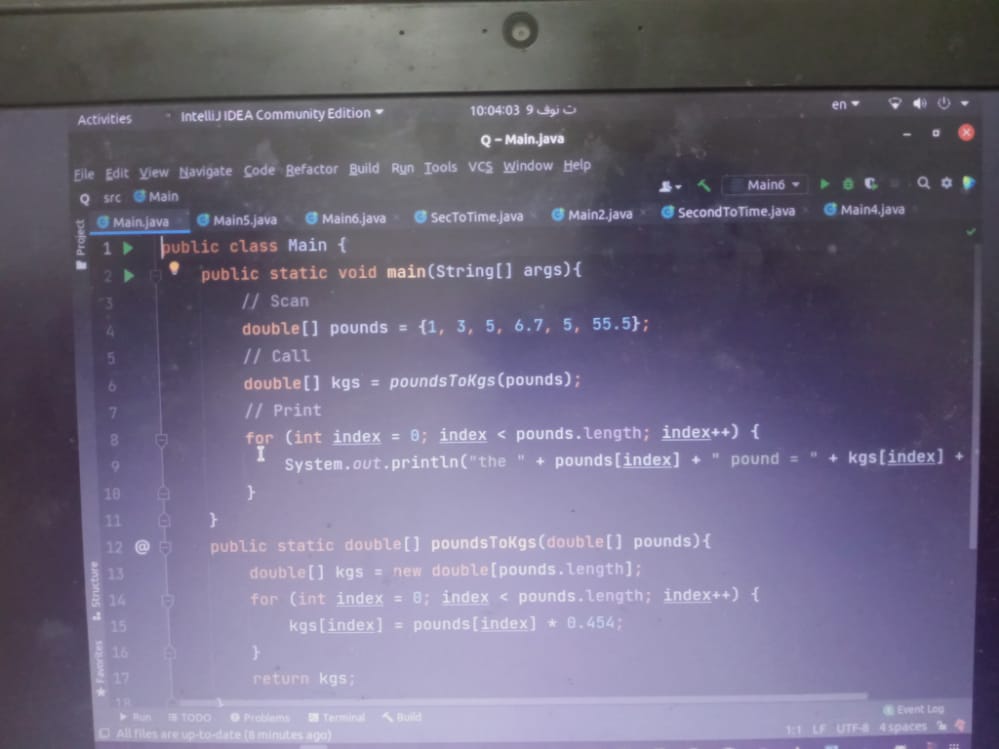 Activities
IntelliJ IDEA Community Edition
10:04:03 9 ث نوف
en
Q – Main.java
File Edit View Navigate Code Refactor Build Run Tools VCS Window Help
Q src Main
Main6
Main.java Main5.java Main6.java SecToTime.java Main2.java SecondToTime.java Main4.java
Project
1 public class Main {
2 public static void main(String[] args){
3 // Scan
4 double[] pounds = {1, 3, 5, 6.7, 5, 55.5};
5 // Call
6 double[] kgs = poundsToKgs(pounds);
7 // Print
8 for (int index = 0; index < pounds.length; index++) {
9 System.out.println("the " + pounds[index] + " pound = " + kgs[index] +
10 }
11 }
12 @ public static double[] poundsToKgs(double[] pounds){
13 double[] kgs = new double[pounds.length];
14 for (int index = 0; index < pounds.length; index++) {
15 kgs[index] = pounds[index] * 0.454;
16 }
17 return kgs;
18 }
Structure
Favorites
Run TODO Problems Terminal Build Event Log
All files are up-to-date (8 minutes ago) 1:1 LF UTF-8 4 spaces